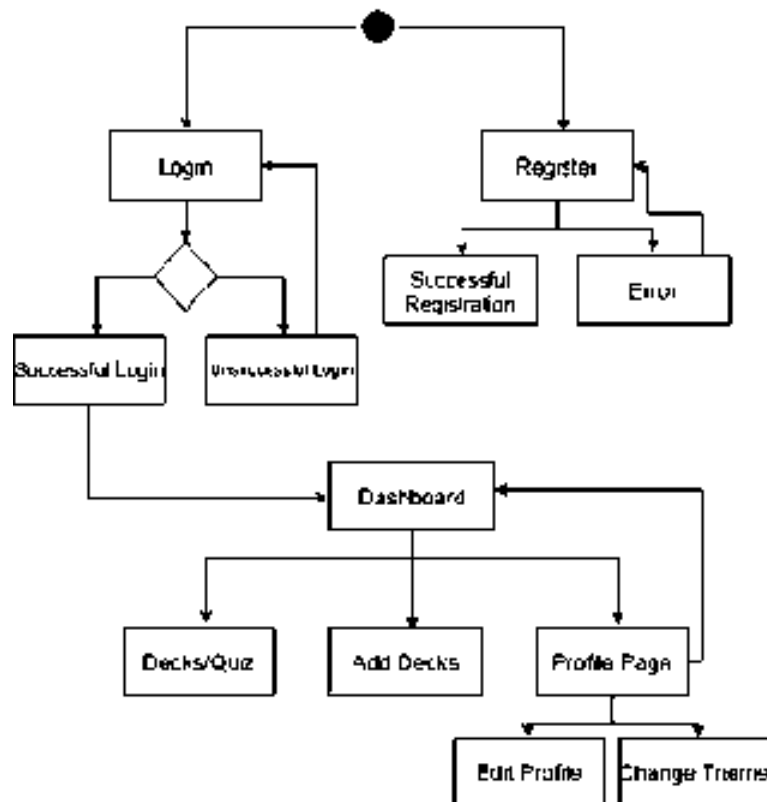 Login
Register
Successful
Registration
Error
Successful Login
Unsuccessful Login
Dashboard
Decks/Quiz
Add Decks
Profile Page
Edit Profile
Change Theme